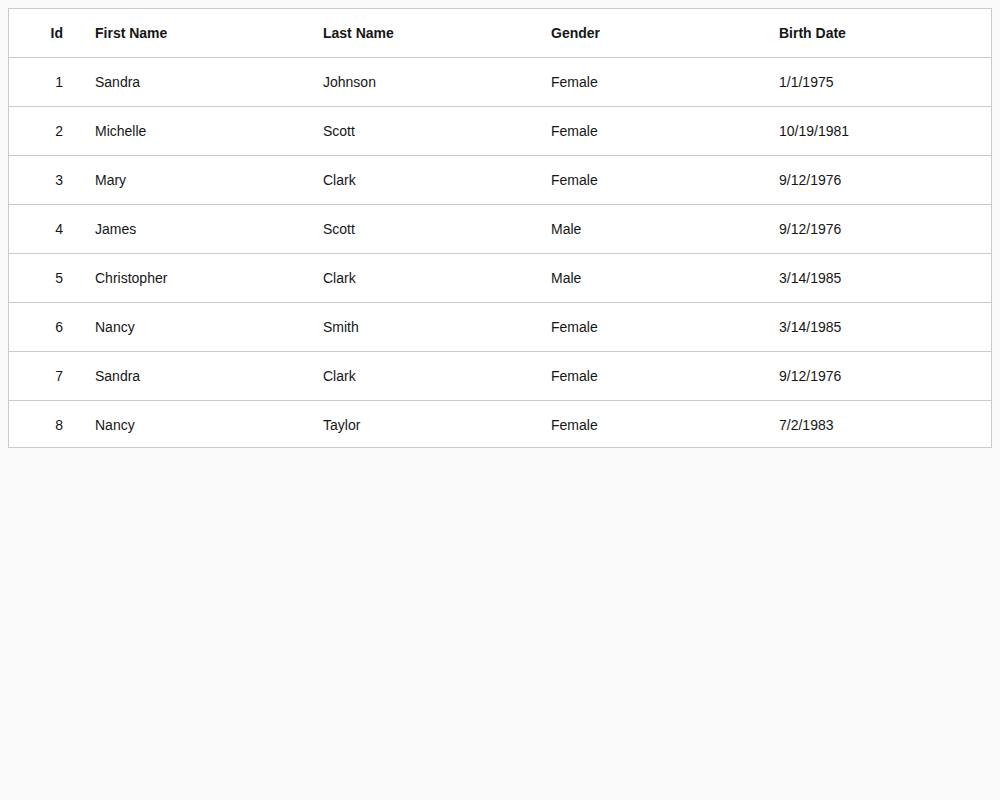 Id First Name Last Name Gender Birth Date
1 Sandra Johnson Female 1/1/1975
2 Michelle Scott Female 10/19/1981
3 Mary Clark Female 9/12/1976
4 James Scott Male 9/12/1976
5 Christopher Clark Male 3/14/1985
6 Nancy Smith Female 3/14/1985
7 Sandra Clark Female 9/12/1976
8 Nancy Taylor Female 7/2/1983